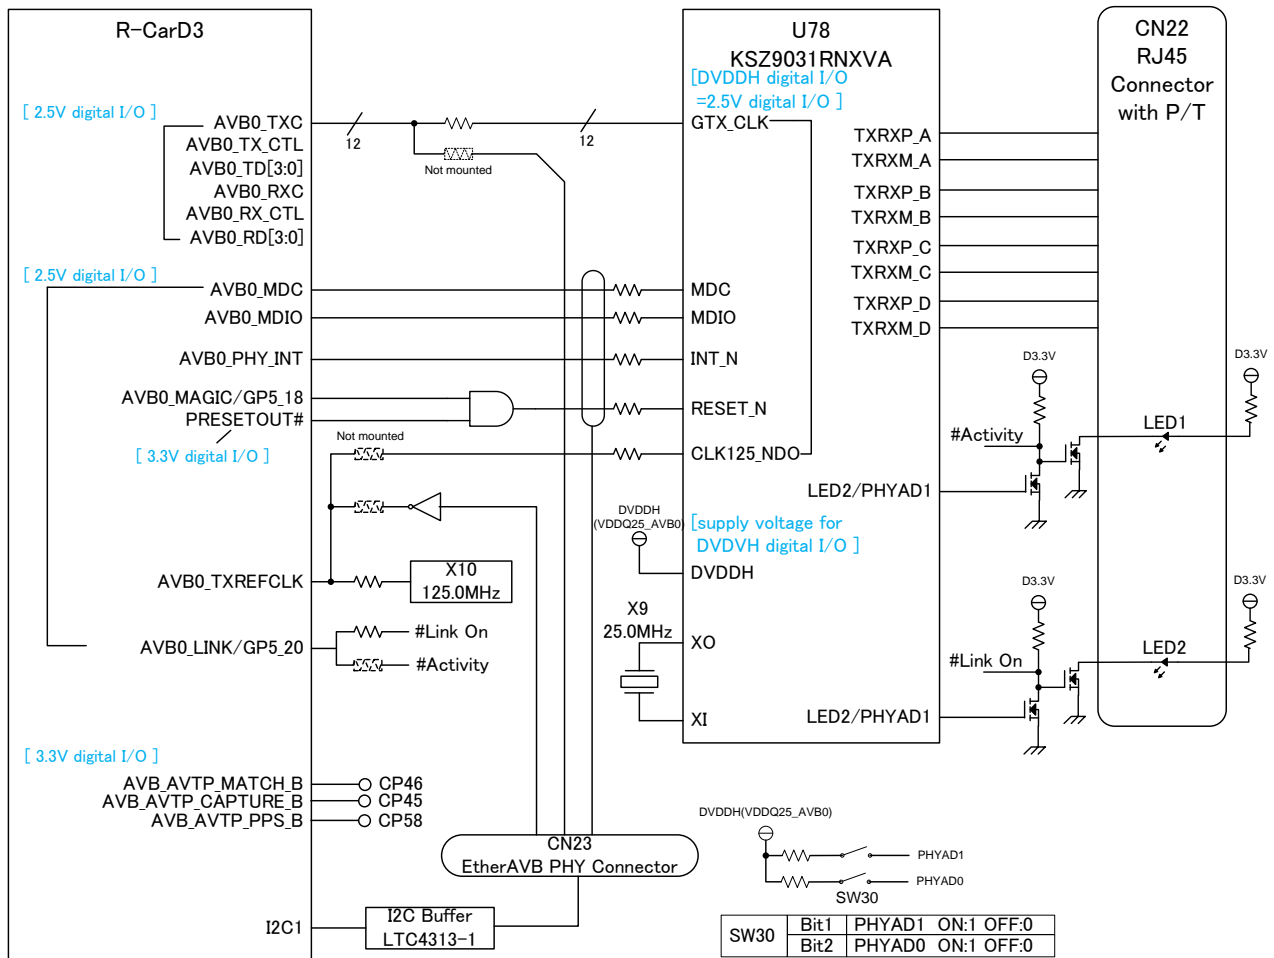 R-CarD3
[ 2.5V digital I/O ]
AVB0_TXC
AVB0_TX_CTL
AVB0_TD[3:0]
AVB0_RXC
AVB0_RX_CTL
AVB0_RD[3:0]
12
12
Not mounted
[ 2.5V digital I/O ]
AVB0_MDC
AVB0_MDIO
AVB0_PHY_INT
AVB0_MAGIC/GP5_18
PRESETOUT#
[ 3.3V digital I/O ]
Not mounted
AVB0_TXREFCLK
X10
125.0MHz
AVB0_LINK/GP5_20
#Link On
#Activity
[ 3.3V digital I/O ]
AVB_AVTP_MATCH_B
CP46
AVB_AVTP_CAPTURE_B
CP45
AVB_AVTP_PPS_B
CP58
I2C1
I2C Buffer
LTC4313-1
CN23
EtherAVB PHY Connector
U78
KSZ9031RNXVA
[DVDDH digital I/O
=2.5V digital I/O ]
GTX_CLK
MDC
MDIO
INT_N
RESET_N
CLK125_NDO
DVDDH
(VDDQ25_AVB0)
[supply voltage for
DVDVH digital I/O ]
DVDDH
X9
25.0MHz
XO
XI
TXRXP_A
TXRXM_A
TXRXP_B
TXRXM_B
TXRXP_C
TXRXM_C
TXRXP_D
TXRXM_D
LED2/PHYAD1
LED2/PHYAD1
CN22
RJ45
Connector
with P/T
D3.3V
D3.3V
#Activity
LED1
D3.3V
D3.3V
#Link On
LED2
DVDDH(VDDQ25_AVB0)
PHYAD1
PHYAD0
SW30
SW30
Bit1 PHYAD1 ON:1 OFF:0
Bit2 PHYAD0 ON:1 OFF:0